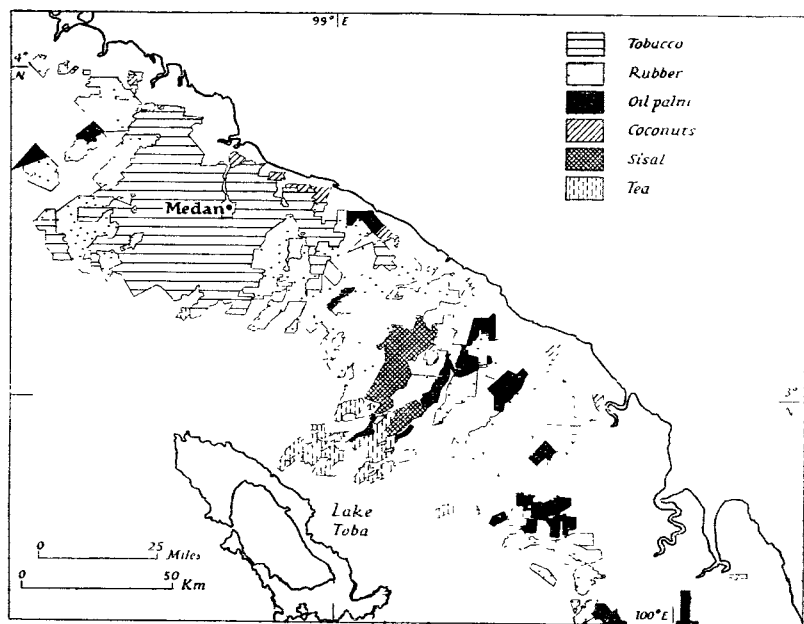 99° E
4°
N
Tobacco
Rubber
Oil palm
Coconuts
Sisal
Tea
Medan
3°
N
Lake
Toba
0 25 Miles
0 50 Km
100° E